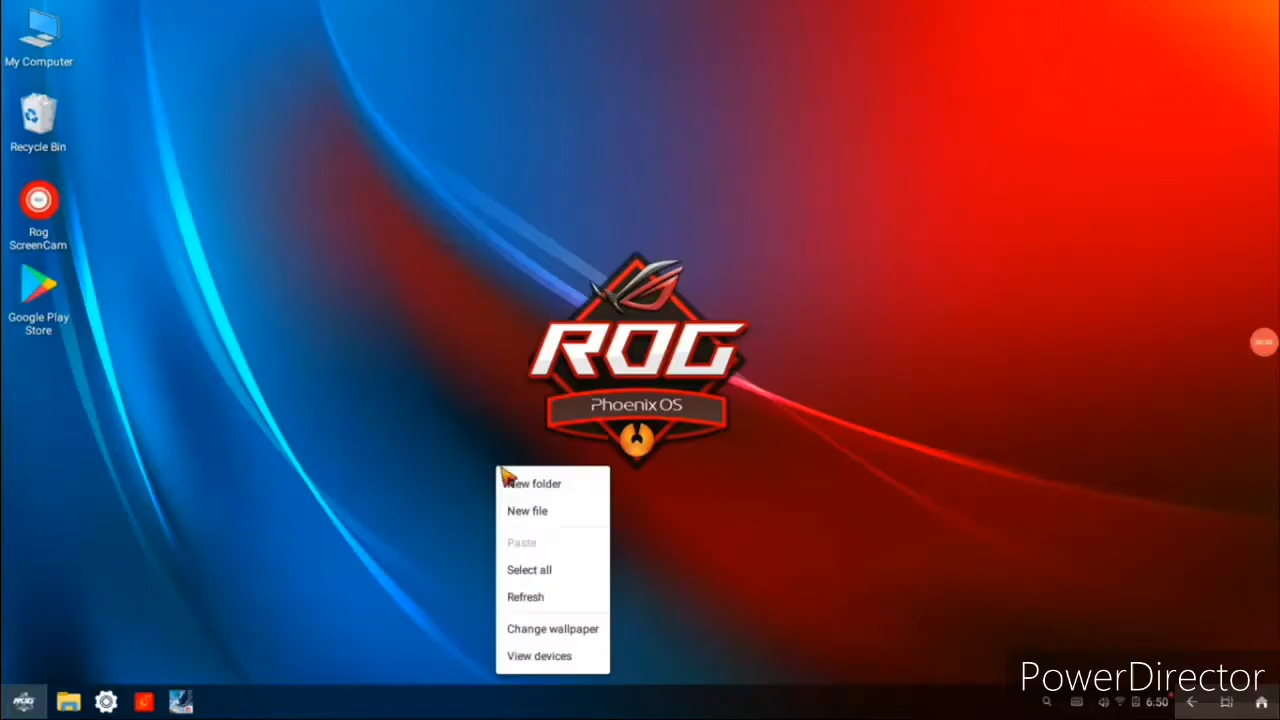 My Computer
Recycle Bin
Rog
ScreenCam
Google Play
Store
ROG
Phoenix OS
New folder
New file
Paste
Select all
Refresh
Change wallpaper
View devices
PowerDirector
6.50